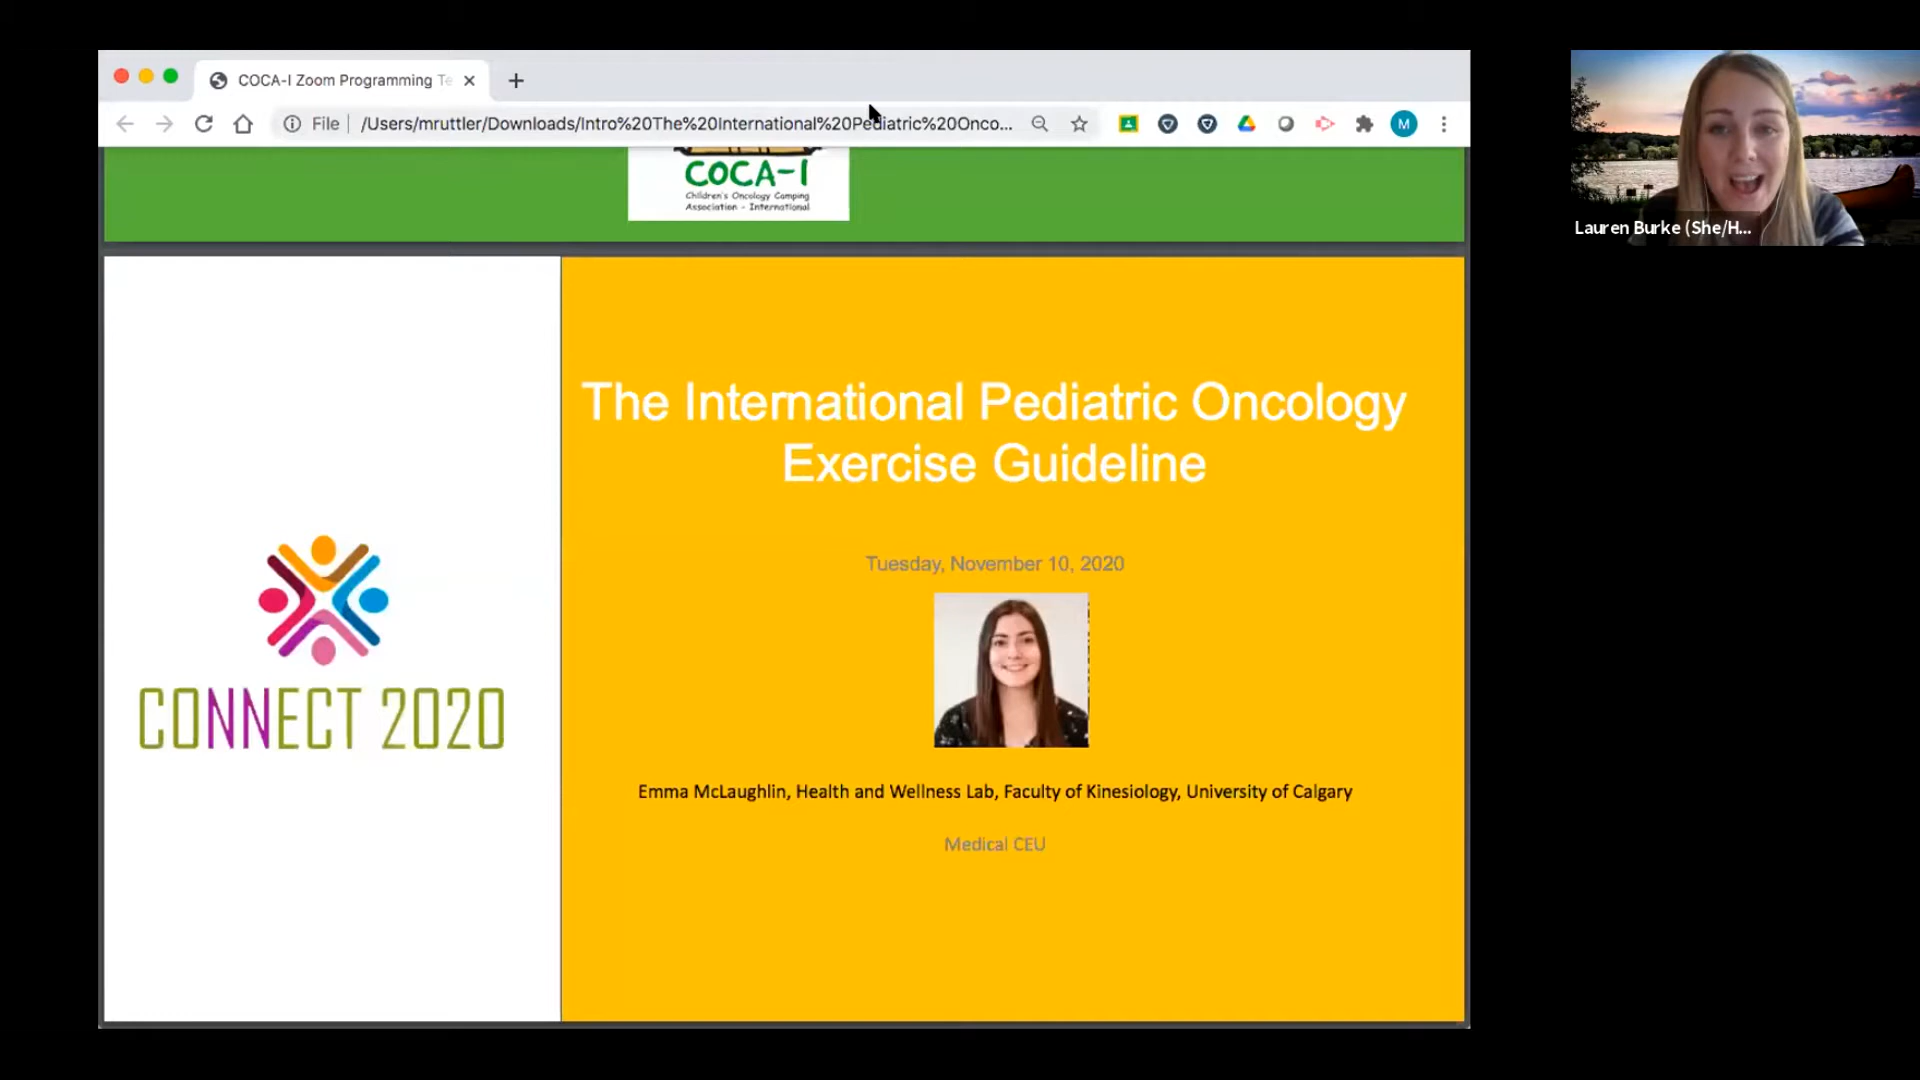 COCA-I Zoom Programming Te
File
/Users/mruttler/Downloads/Intro%20The%20International%20Pediatric%20Onco...
M
COCA-I
Children's Oncology Camping
Association - International
Lauren Burke (She/H...
The International Pediatric Oncology
Exercise Guideline
Tuesday, November 10, 2020
CONNECT 2020
Emma McLaughlin, Health and Wellness Lab, Faculty of Kinesiology, University of Calgary
Medical CEU